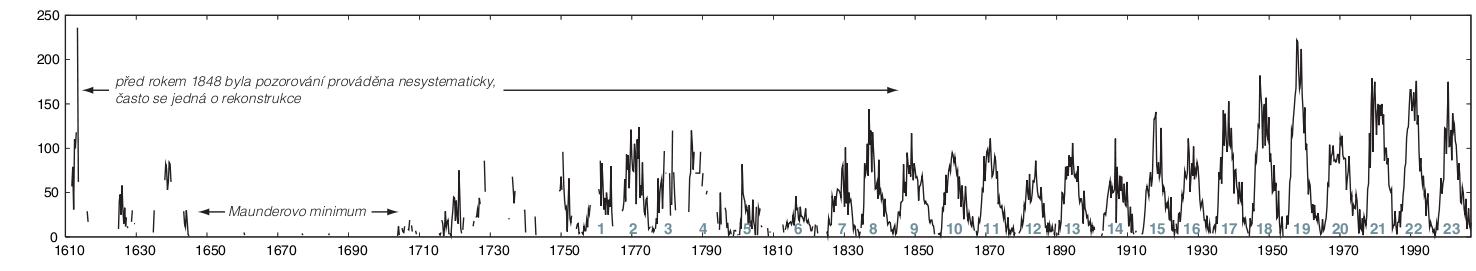 250
200
150
100
50
0
před rokem 1848 byla pozorování prováděna nesystematicky,
často se jedná o rekonstrukce
Maunderovo minimum
1 2 3 4 5 6 7 8 9 10 11 12 13 14 15 16 17 18 19 20 21 22 23
1610 1630 1650 1670 1690 1710 1730 1750 1770 1790 1810 1830 1850 1870 1890 1910 1930 1950 1970 1990